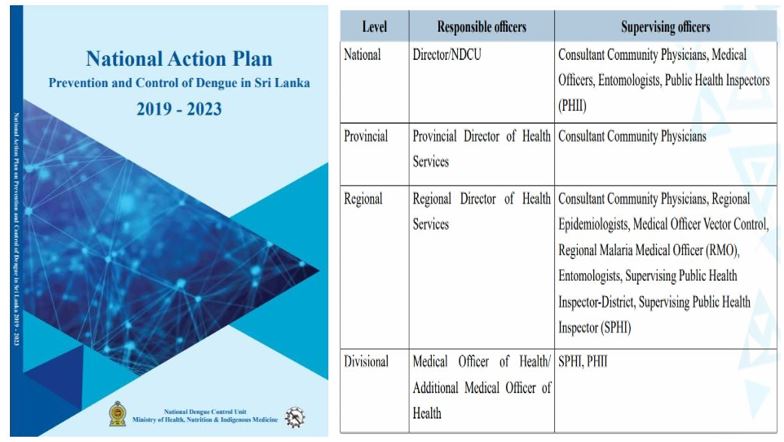 National Action Plan
Prevention and Control of Dengue in Sri Lanka
2019 - 2023
National Action Plan on Prevention and Control of Dengue in Sri Lanka 2019 - 2023
National Dengue Control Unit
Ministry of Health, Nutrition & Indigenous Medicine
Level Responsible officers Supervising officers
National Director/NDCU Consultant Community Physicians, Medical
Officers, Entomologists, Public Health Inspectors
(PHII)
Provincial Provincial Director of Health Consultant Community Physicians
Services
Regional Regional Director of Health Consultant Community Physicians, Regional
Services Epidemiologists, Medical Officer Vector Control,
Regional Malaria Medical Officer (RMO),
Entomologists, Supervising Public Health
Inspector-District, Supervising Public Health
Inspector (SPHI)
Divisional Medical Officer of Health/ SPHI, PHII
Additional Medical Officer of
Health